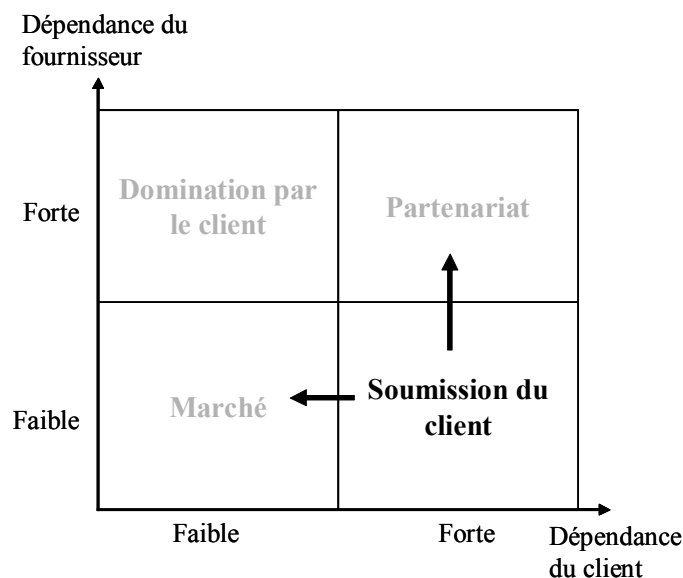 Dépendance du
fournisseur
Domination par
le client
Partenariat
Forte
Marché
Soumission du
client
Faible
Faible
Forte
Dépendance
du client